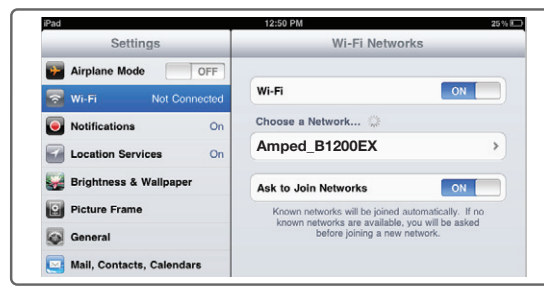 iPad 12:50 PM 25%
Settings
Airplane Mode OFF
Wi-Fi Not Connected
Notifications On
Location Services On
Brightness & Wallpaper
Picture Frame
General
Mail, Contacts, Calendars
Wi-Fi Networks
Wi-Fi ON
Choose a Network...
Amped_B1200EX
Ask to Join Networks ON
Known networks will be joined automatically. If no
known networks are available, you will be asked
before joining a new network.